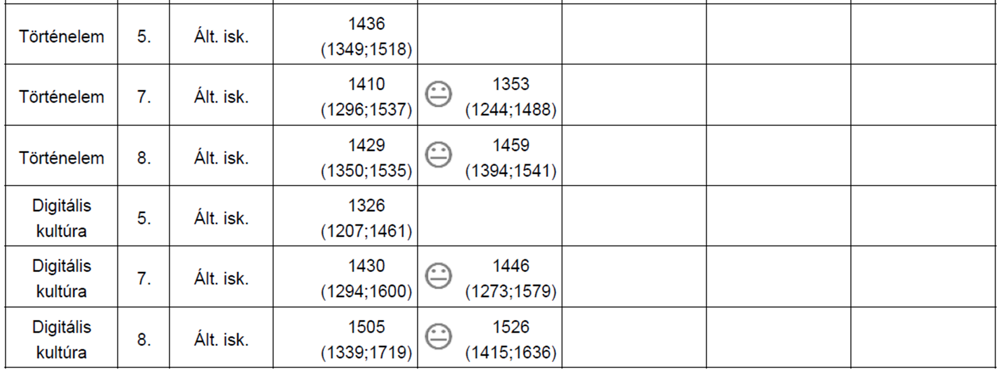 Történelem 5. Ált. isk. 1436
(1349;1518)
Történelem 7. Ált. isk. 1410 1353
(1296;1537) (1244;1488)
Történelem 8. Ált. isk. 1429 1459
(1350;1535) (1394;1541)
Digitális 5. Ált. isk. 1326
kultúra (1207;1461)
Digitális 7. Ált. isk. 1430 1446
kultúra (1294;1600) (1273;1579)
Digitális 8. Ált. isk. 1505 1526
kultúra (1339;1719) (1415;1636)